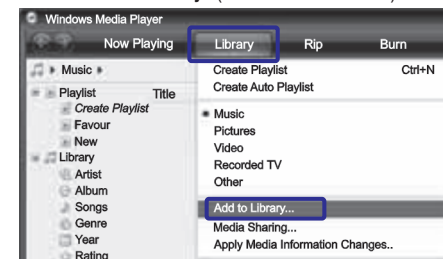 Windows Media Player
Now Playing Library Rip Burn
Music
Playlist Title
Create Playlist
Favour
New
Library
Artist
Album
Songs
Genre
Year
Rating
Create Playlist Ctrl+N
Create Auto Playlist
Music
Pictures
Video
Recorded TV
Other
Add to Library...
Media Sharing...
Apply Media Information Changes..